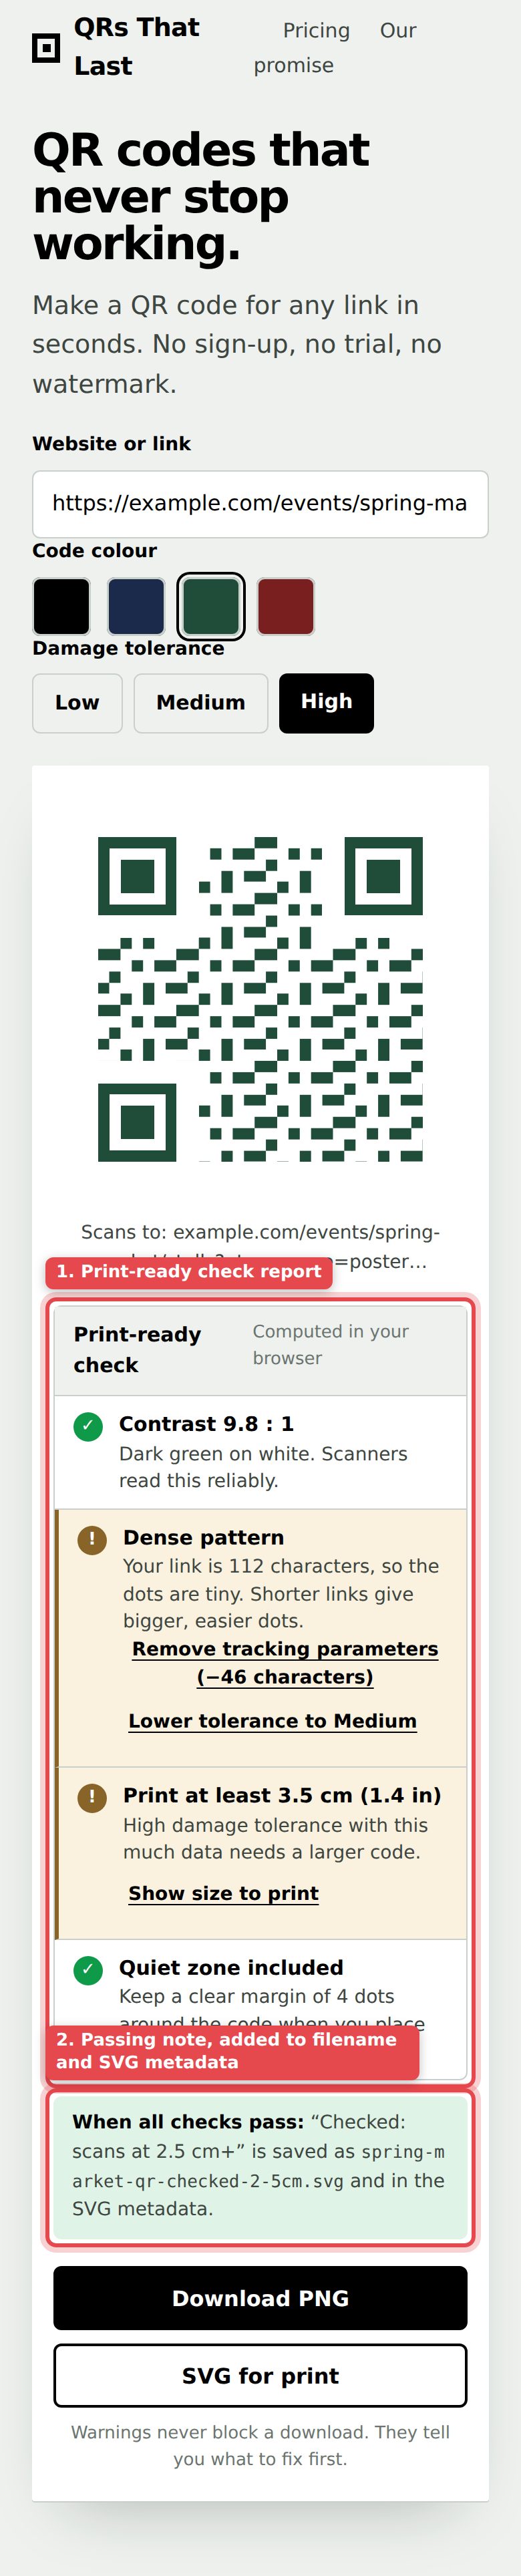 QRs That
Last
Pricing Our
promise
QR codes that
never stop
working.
Make a QR code for any link in
seconds. No sign-up, no trial, no
watermark.
Website or link
https://example.com/events/spring-ma
Code colour
Damage tolerance
Low Medium High
Scans to: example.com/events/spring-
=poster…
1. Print-ready check report
Print-ready
check
Computed in your
browser
✓ Contrast 9.8 : 1
Dark green on white. Scanners
read this reliably.
! Dense pattern
Your link is 112 characters, so the
dots are tiny. Shorter links give
bigger, easier dots.
Remove tracking parameters
(−46 characters)
Lower tolerance to Medium
! Print at least 3.5 cm (1.4 in)
High damage tolerance with this
much data needs a larger code.
Show size to print
✓ Quiet zone included
Keep a clear margin of 4 dots
around the code when you place
2. Passing note, added to filename
and SVG metadata
When all checks pass: “Checked:
scans at 2.5 cm+” is saved as spring-m
arket-qr-checked-2-5cm.svg and in the
SVG metadata.
Download PNG
SVG for print
Warnings never block a download. They tell
you what to fix first.